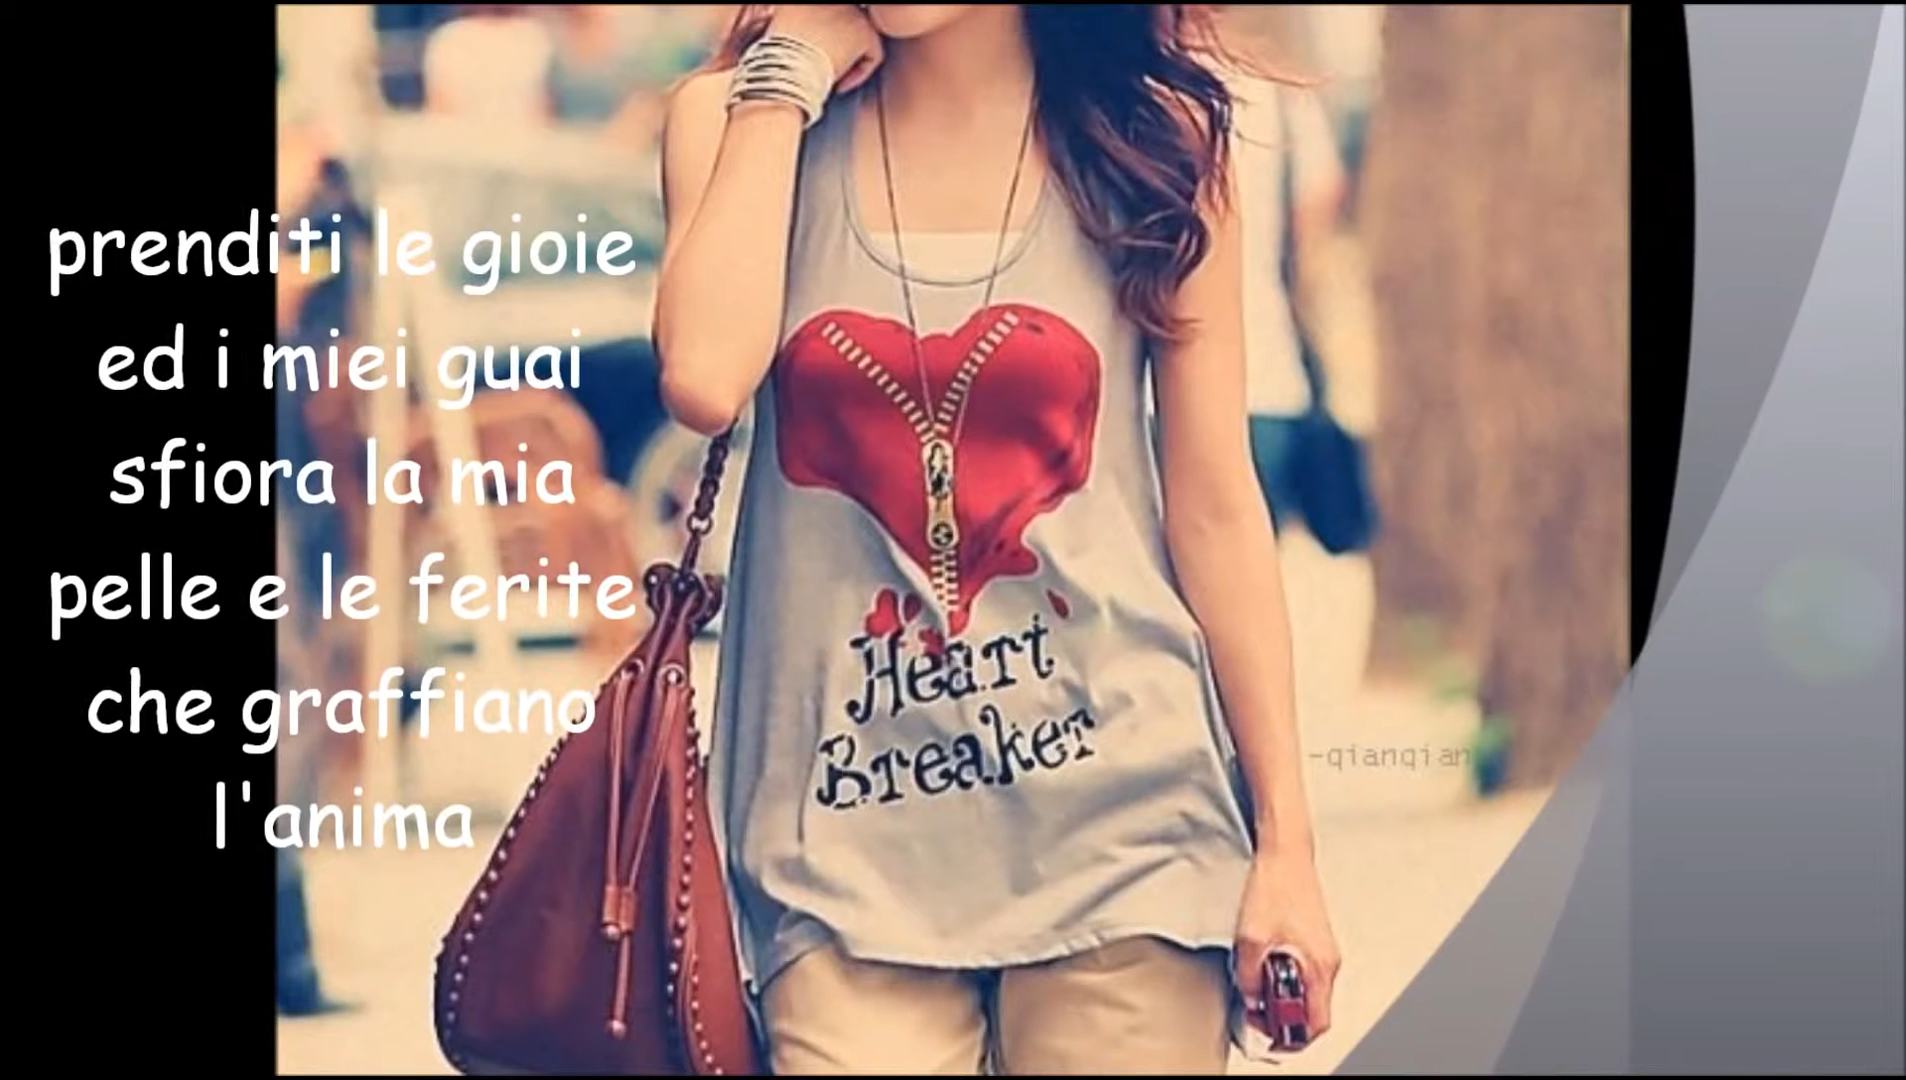 prenditi le gioie
ed i miei guai
sfiora la mia
pelle e le ferite
che graffiano
l'anima
Heart
Breaker
-qianqian